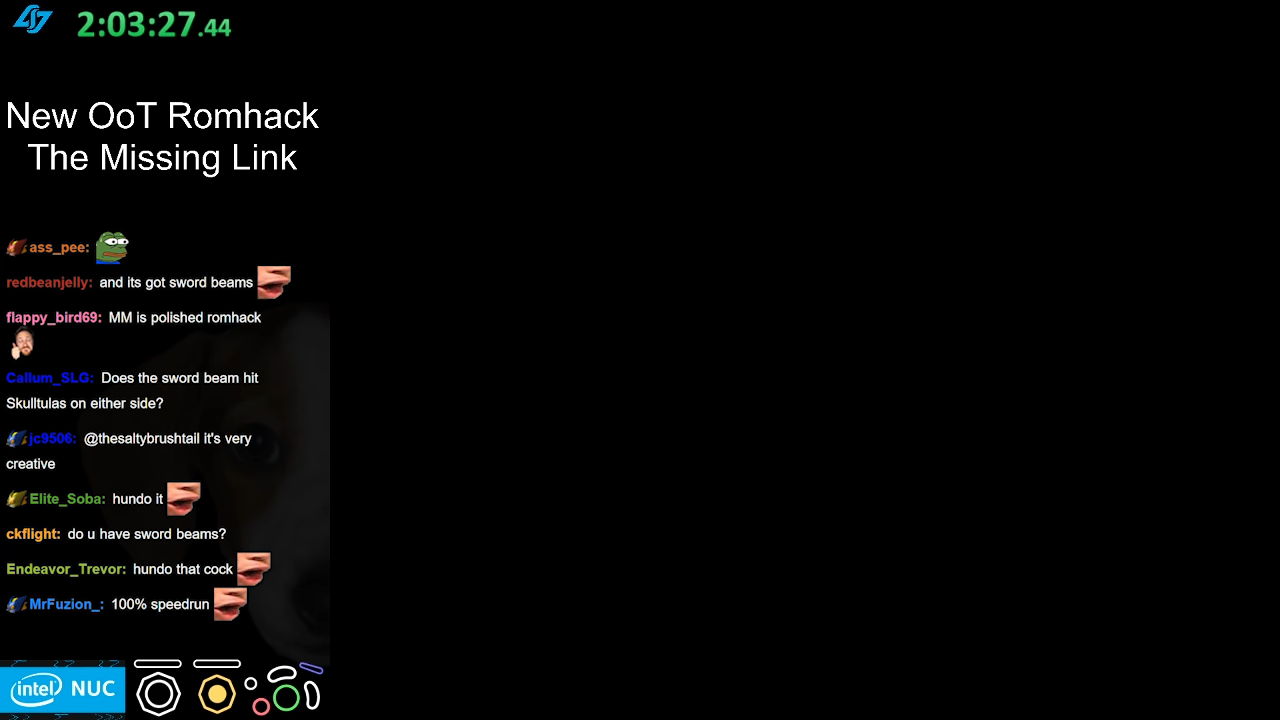 2:03:27.44
New OoT Romhack
The Missing Link
ass_pee:
redbeanjelly: and its got sword beams
flappy_bird69: MM is polished romhack
Callum_SLG: Does the sword beam hit
Skulltulas on either side?
jc9506: @thesaltybrushtail it's very
creative
Elite_Soba: hundo it
ckflight: do u have sword beams?
Endeavor_Trevor: hundo that cock
MrFuzion_: 100% speedrun
intel NUC